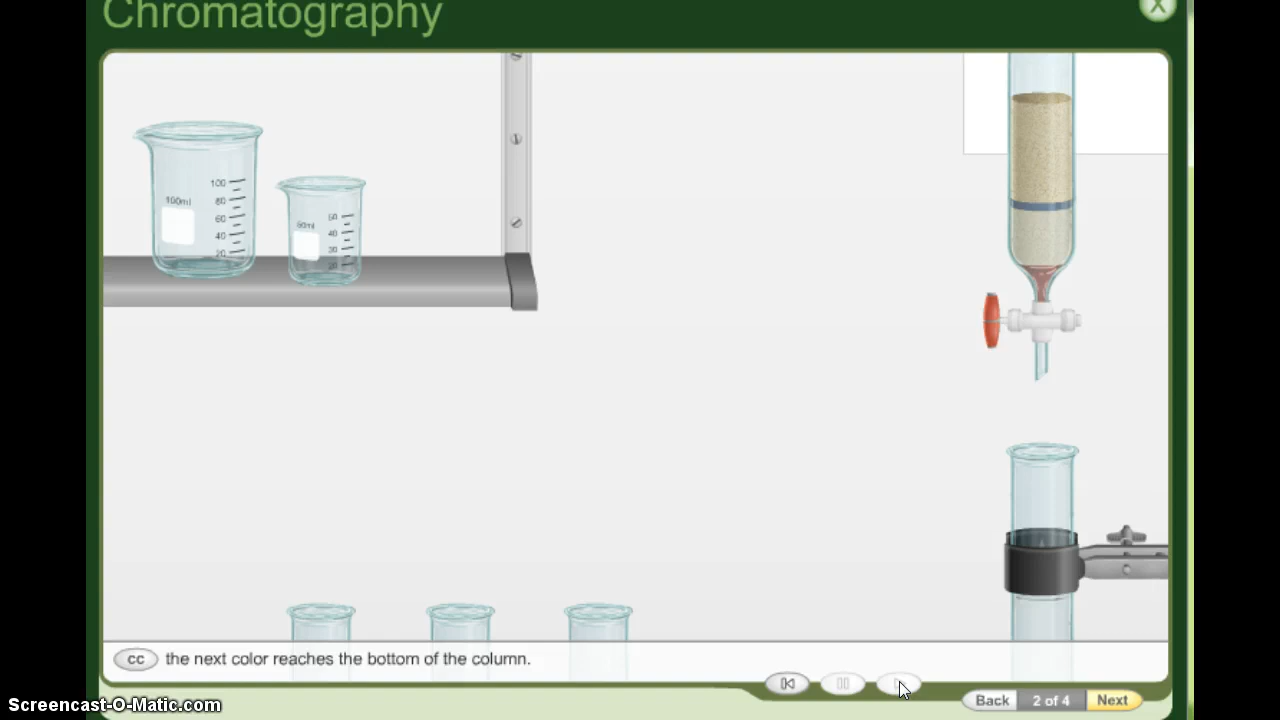 Chromatography
X
100ml
100
80
60
40
20
50ml
50
40
30
20
cc the next color reaches the bottom of the column.
Back 2 of 4 Next
Screencast-O-Matic.com